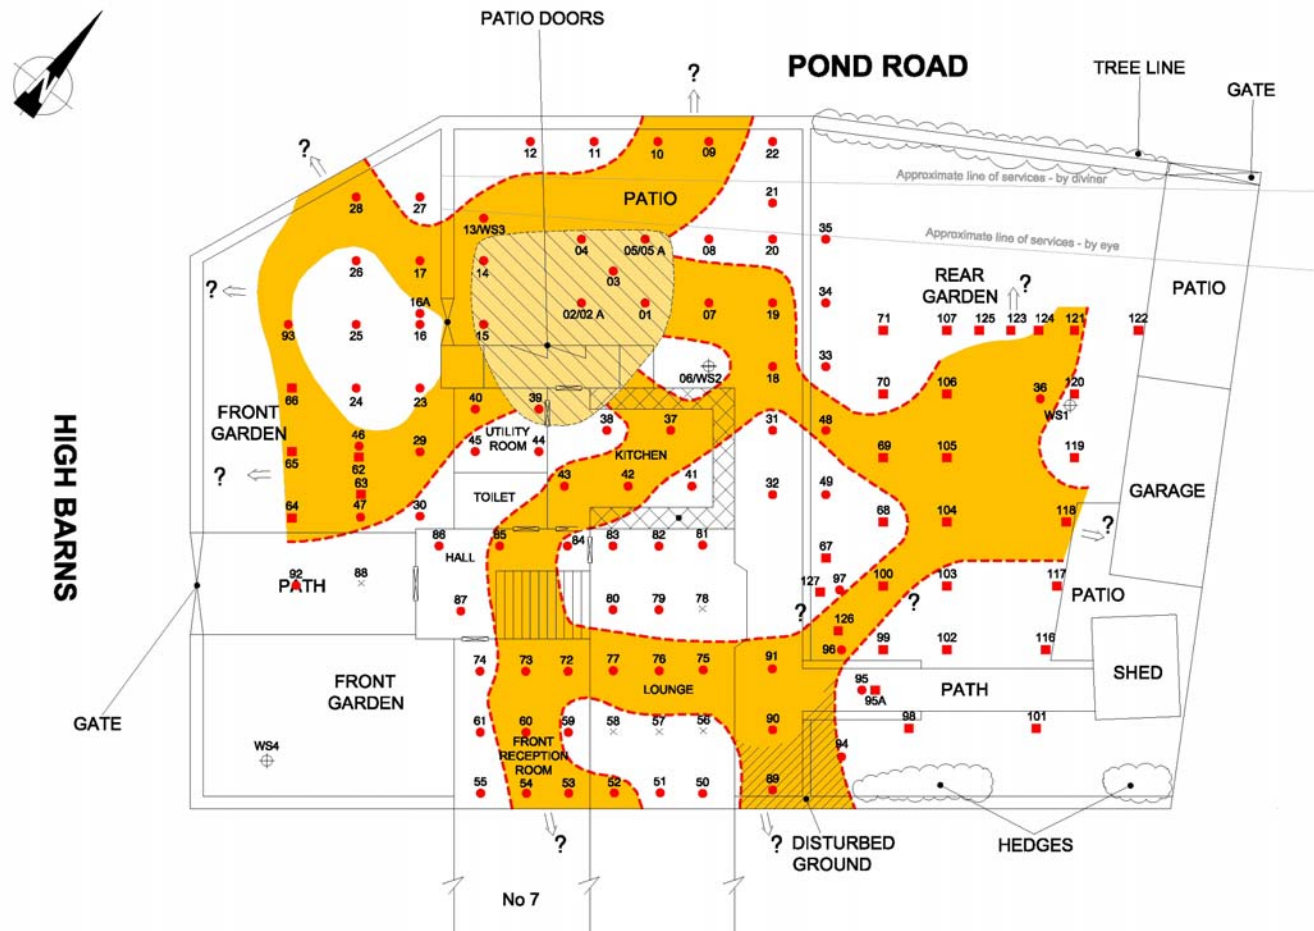 PATIO DOORS
POND ROAD
TREE LINE
GATE
N
?
?
12
11
10
09
22
Approximate line of services - by diviner
28
27
PATIO
21
13/WS3
04
05/05 A
08
20
35
Approximate line of services - by eye
26
17
14
03
REAR
GARDEN
?
PATIO
?
16A
02/02 A
01
07
19
34
93
25
16
15
71
107
125
123
124
121
122
06/WS2
18
33
66
24
23
70
106
36
120
WS1
HIGH BARNS
FRONT
GARDEN
40
39
38
37
31
48
46
29
45
UTILITY
ROOM
44
KITCHEN
69
105
119
65
62
?
63
TOILET
43
42
41
32
49
GARAGE
64
47
30
68
104
118
?
86
HALL
85
84
83
82
81
67
92
PATH
88
127
97
100
103
117
PATIO
87
80
79
78
?
?
126
96
99
102
116
74
73
72
77
76
75
91
LOUNGE
FRONT
GARDEN
95
95A
PATH
SHED
GATE
61
60
59
58
57
56
90
98
101
WS4
FRONT
RECEPTION
ROOM
94
55
54
53
52
51
50
89
?
?
DISTURBED
GROUND
HEDGES
No 7